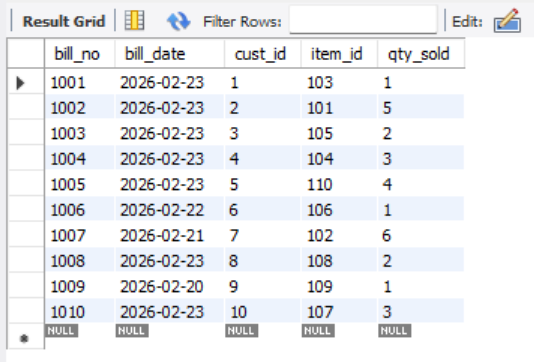 Result Grid Filter Rows: Edit:
bill_no bill_date cust_id item_id qty_sold
1001 2026-02-23 1 103 1
1002 2026-02-23 2 101 5
1003 2026-02-23 3 105 2
1004 2026-02-23 4 104 3
1005 2026-02-23 5 110 4
1006 2026-02-22 6 106 1
1007 2026-02-21 7 102 6
1008 2026-02-23 8 108 2
1009 2026-02-20 9 109 1
1010 2026-02-23 10 107 3
NULL NULL NULL NULL NULL